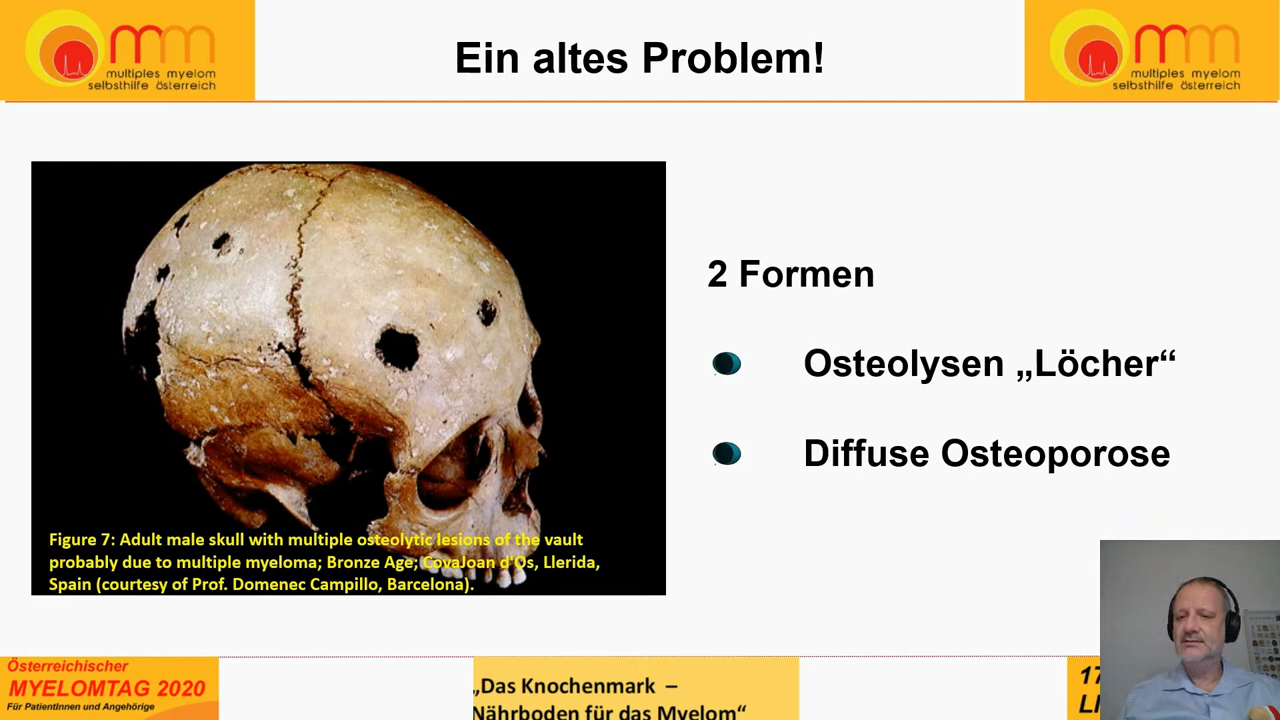 mm
multiples myelom
selbsthilfe österreich
Ein altes Problem!
mm
multiples myelom
selbsthilfe österreich
2 Formen
Osteolysen „Löcher“
Diffuse Osteoporose
Figure 7: Adult male skull with multiple osteolytic lesions of the vault
probably due to multiple myeloma; Bronze Age; CovaJoan d'Os, Llerida,
Spain (courtesy of Prof. Domenec Campillo, Barcelona).
Österreichischer
MYELOMTAG 2020
Für PatientInnen und Angehörige
„Das Knochenmark –
Nährboden für das Myelom“
17